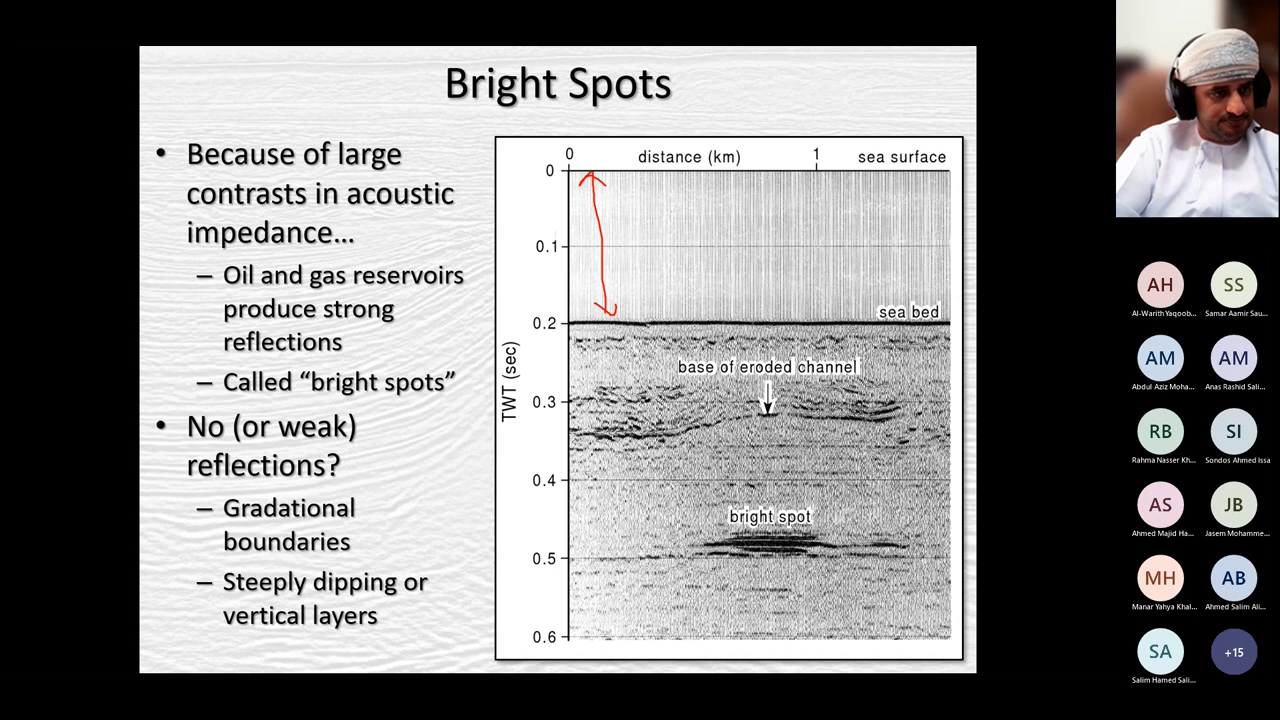 Bright Spots
• Because of large
contrasts in acoustic
impedance…
– Oil and gas reservoirs
produce strong
reflections
– Called “bright spots”
• No (or weak)
reflections?
– Gradational
boundaries
– Steeply dipping or
vertical layers
0 distance (km) 1 sea surface
0
0.1
sea bed
0.2
base of eroded channel
TWT (sec)
0.3
0.4
bright spot
0.5
0.6
AH SS
Al-Warith Yaqoob... Samar Aamir Sau...
AM AM
Abdul Aziz Moha... Anas Rashid Sali...
RB SI
Rahma Nasser Kh... Sondos Ahmed Issa
AS JB
Ahmed Majid Ha... Jasem Mohamme...
MH AB
Manar Yahya Khal... Ahmed Salim Ali...
SA +15
Salim Hamed Sali...